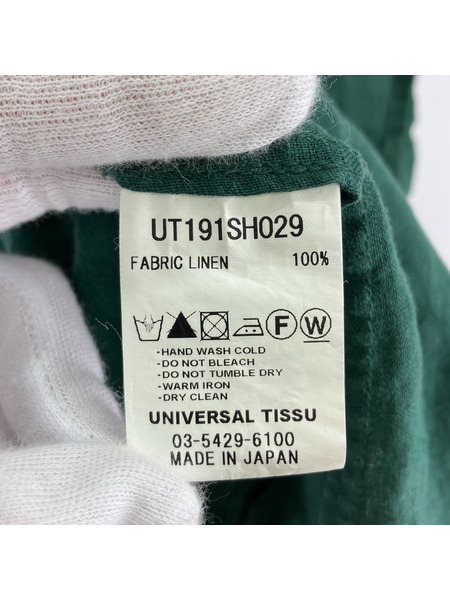 UT191SH029
FABRIC LINEN 100%
F W
·HAND WASH COLD
·DO NOT BLEACH
·DO NOT TUMBLE DRY
·WARM IRON
·DRY CLEAN
UNIVERSAL TISSU
03-5429-6100
MADE IN JAPAN